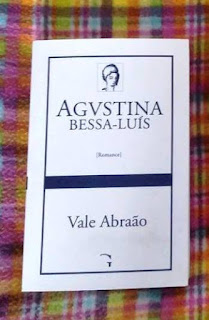 AGVSTINA
BESSA-LUÍS
[Romance]
Vale Abraão